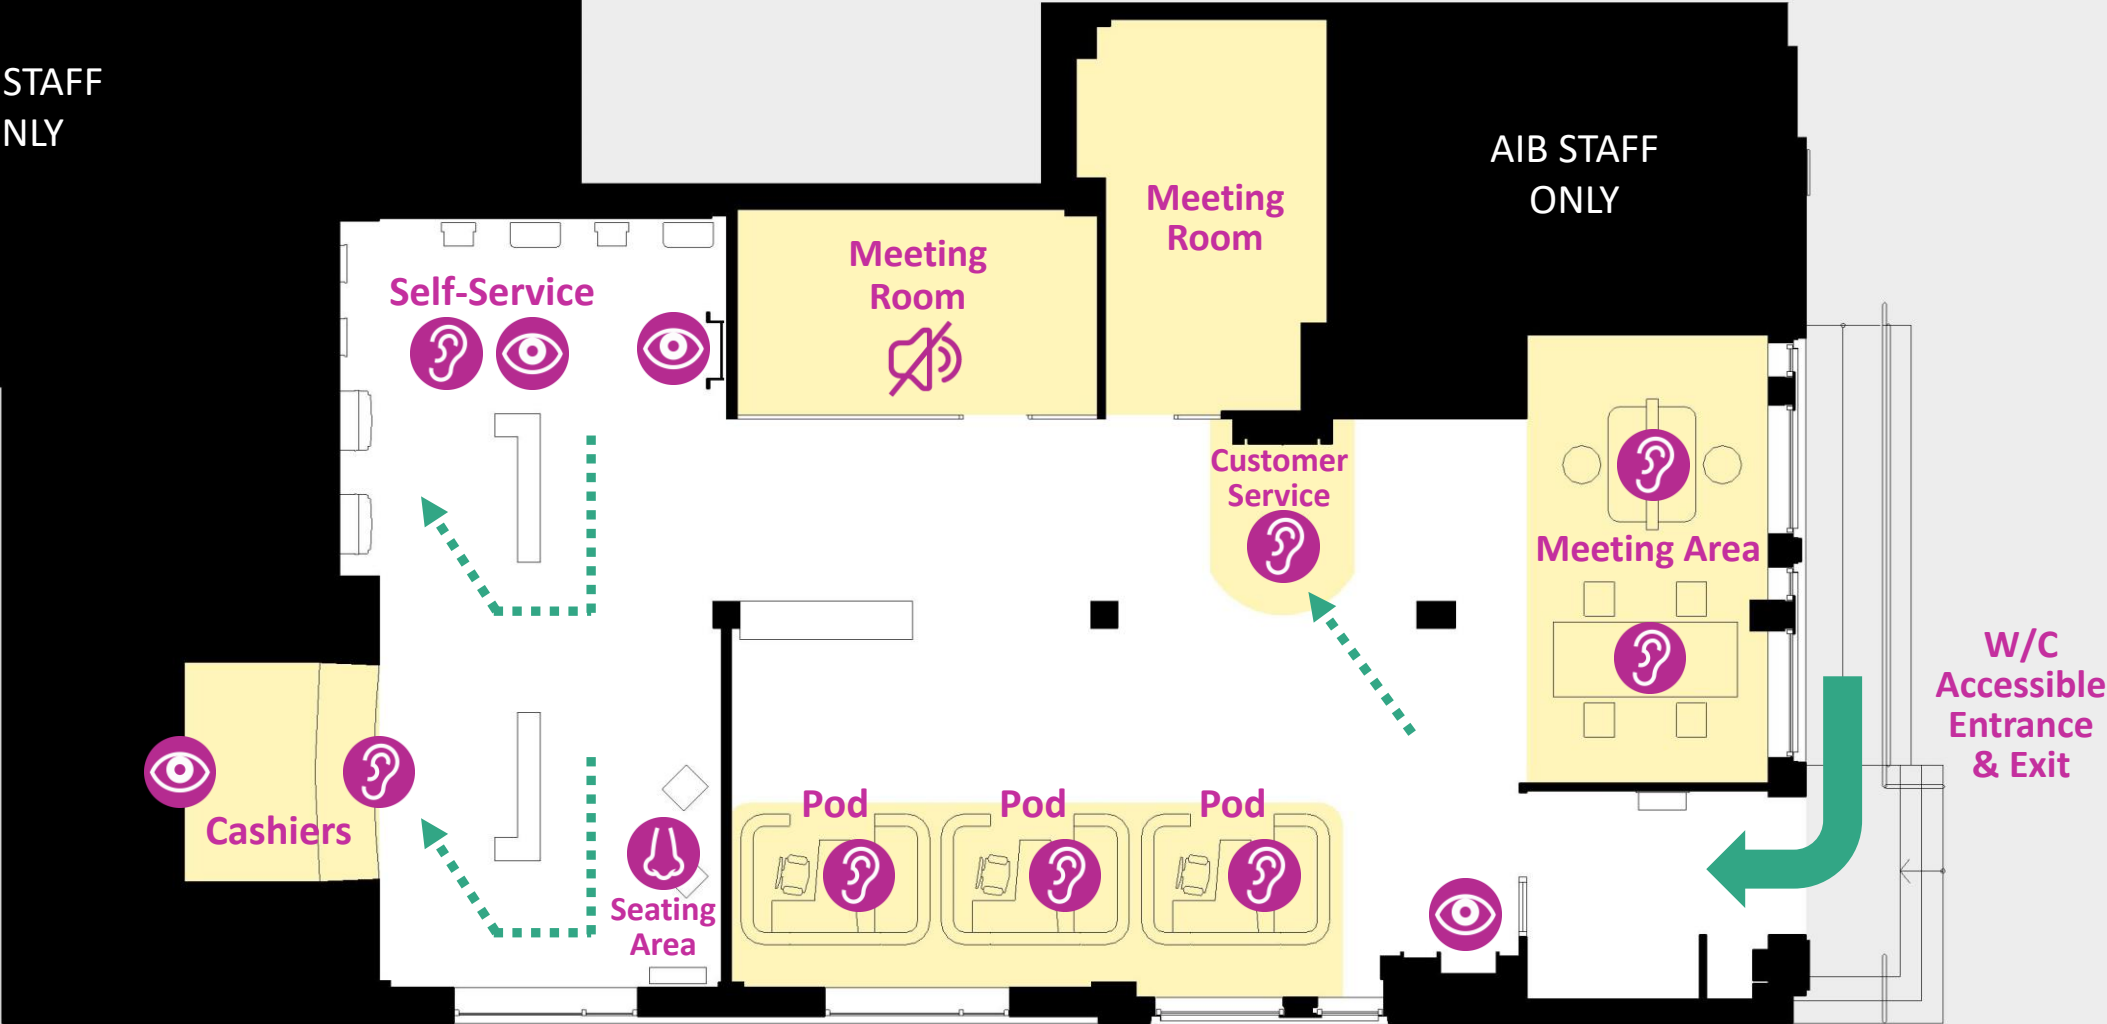 STAFF
NLY
AIB STAFF
ONLY
Meeting
Room
Meeting
Room
Self-Service
Customer
Service
Meeting Area
W/C
Accessible
Entrance
& Exit
Pod
Pod
Pod
Cashiers
Seating
Area